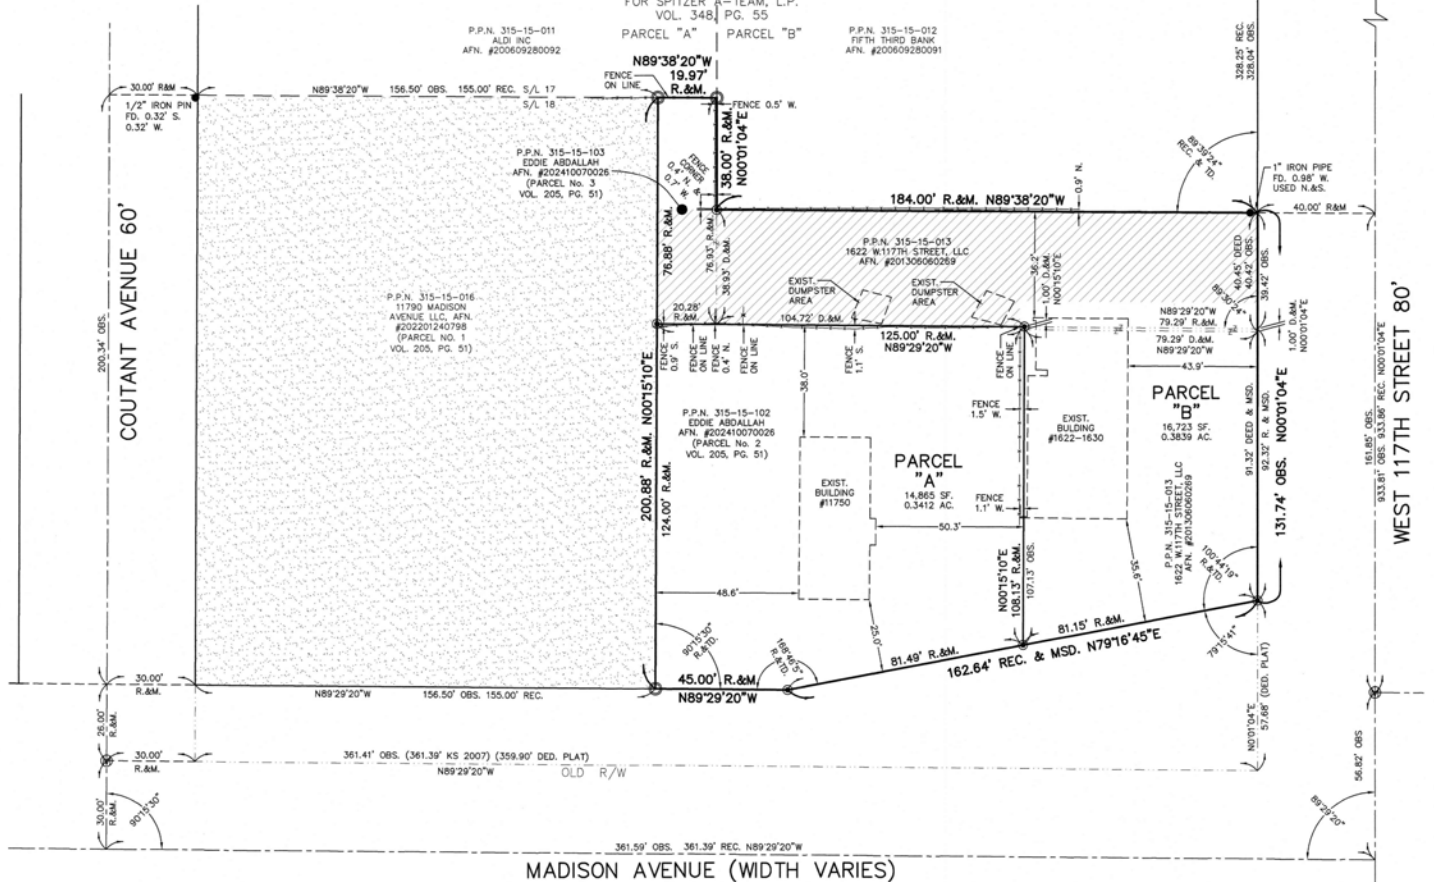 FOR SPITZER A-TEAM, L.P.
VOL. 348, PG. 55
PARCEL "A"
PARCEL "B"
P.P.N. 315-15-011
ALDI INC
AFN. #200609280092
P.P.N. 315-15-012
FIFTH THIRD BANK
AFN. #200609280091
328.25' REC.
328.04' OBS.
N89°38'20"W
19.97'
R.&M.
FENCE
ON LINE
30.00' R&M
N89°38'20"W 156.50' OBS. 155.00' REC. S/L 17
S/L 18
1/2" IRON PIN
FD. 0.32' S.
0.32' W.
FENCE 0.5' W.
38.00' R.&M.
N00°01'04"E
P.P.N. 315-15-103
EDDIE ABDALLAH
AFN. #202410070026
(PARCEL No. 3
VOL. 205, PG. 51)
FENCE
CORNER
0.4' N. &
0.7' W.
89°39'24"
REC. & TD.
1" IRON PIPE
FD. 0.98' W.
USED N.&S.
0.9' N.
184.00' R.&M. N89°38'20"W
40.00' R&M
COUTANT AVENUE 60'
200.34' OBS.
76.88' R.&M.
76.93' R.&M.
38.93' D.&M.
P.P.N. 315-15-013
1622 W.117TH STREET, LLC
AFN. #201306060269
36.2'
1.00' D.&M.
N00°15'10"E
40.45' DEED
40.42' OBS.
39.42' OBS.
89°30'24"
EXIST.
DUMPSTER
AREA
EXIST.
DUMPSTER
AREA
P.P.N. 315-15-016
11790 MADISON
AVENUE LLC, AFN.
#202201240798
(PARCEL NO. 1
VOL. 205, PG. 51)
20.28'
R.&M.
104.72' D.&M.
125.00' R.&M.
N89°29'20"W
N89°29'20"W
79.29' R.&M.
79.29' D.&M.
N89°29'20"W
1.00' D.&M.
N00°01'04"E
WEST 117TH STREET 80'
FENCE
0.9' S.
FENCE
ON LINE
FENCE
0.4' N.
FENCE
ON LINE
FENCE
1.1' S.
FENCE
ON LINE
38.0'
43.9'
200.88' R.&M. N00°15'10"E
124.00' R.&M.
P.P.N. 315-15-102
EDDIE ABDALLAH
AFN. #202410070026
(PARCEL No. 2
VOL. 205, PG. 51)
FENCE
1.5' W.
EXIST.
BUILDING
#1622-1630
PARCEL
"B"
16,723 SF.
0.3839 AC.
91.32' DEED & MSD.
92.32' R. & MSD.
131.74' OBS. N00°01'04"E
161.85' OBS.
933.81' OBS. 933.86' REC. N00°01'04"E
PARCEL
"A"
14,865 SF.
0.3412 AC.
EXIST.
BUILDING
#11750
FENCE
1.1' W.
50.3'
P.P.N. 315-15-013
1622 W.117TH STREET, LLC
AFN. #201306060269
N00°15'10"E
108.13' R.&M.
107.13' OBS.
35.6'
100°44'19"
R.&TD.
48.6'
25.0'
90°15'30"
R.&TD.
168°46'5"
R.&TD.
81.49' R.&M.
81.15' R.&M.
162.64' REC. & MSD. N79°16'45"E
79°15'41"
30.00'
R.&M.
N89°29'20"W 156.50' OBS. 155.00' REC.
45.00' R.&M.
N89°29'20"W
N0°01'04"E
57.68' (DED. PLAT)
26.00'
R.&M.
30.00'
R.&M.
361.41' OBS. (361.39' KS 2007) (359.90' DED. PLAT)
N89°29'20"W
OLD R/W
56.82' OBS
30.00'
R.&M.
90°15'30"
89°29'20"
361.59' OBS. 361.39' REC. N89°29'20"W
MADISON AVENUE (WIDTH VARIES)